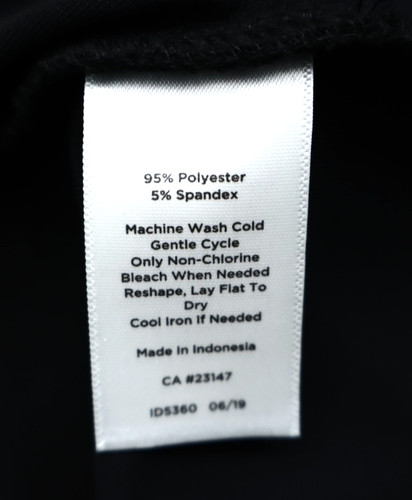 95% Polyester
5% Spandex
Machine Wash Cold
Gentle Cycle
Only Non-Chlorine
Bleach When Needed
Reshape, Lay Flat To
Dry
Cool Iron If Needed
Made In Indonesia
CA #23147
ID5360 06/19